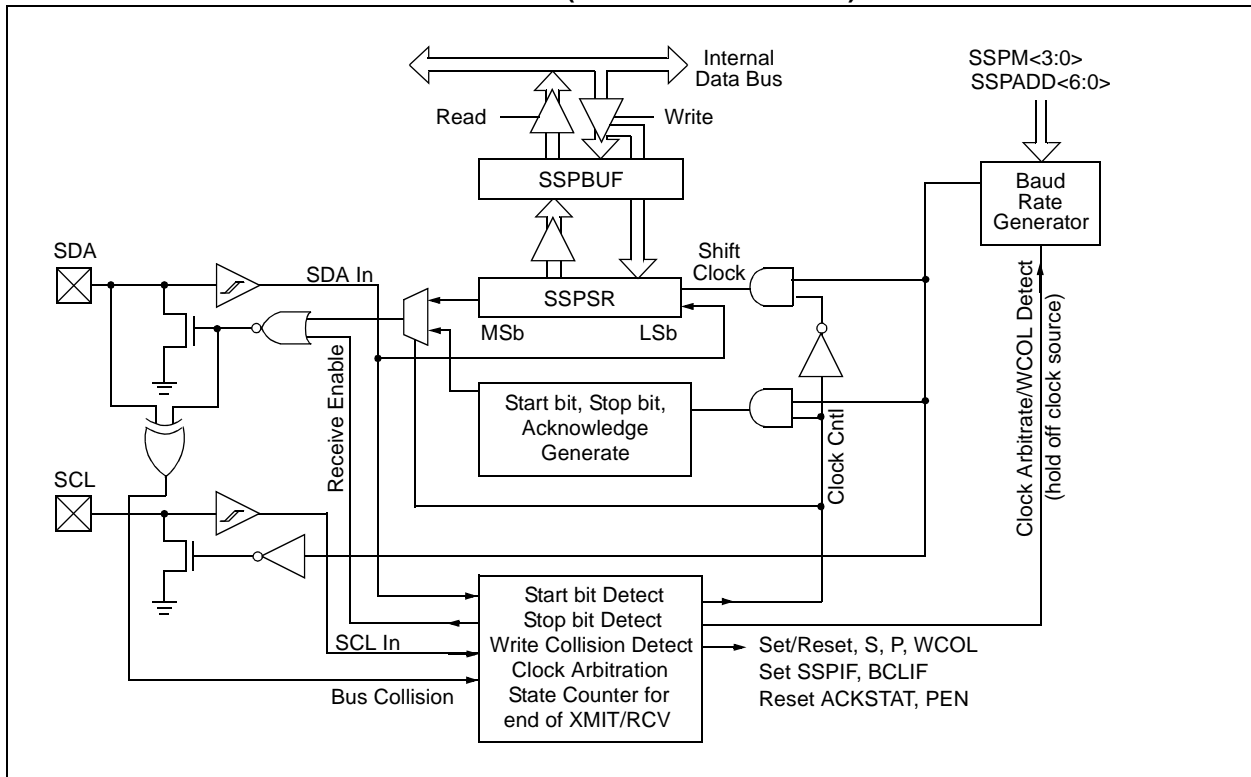 Internal
Data Bus
SSPM<3:0>
SSPADD<6:0>
Read
Write
SSPBUF
Baud
Rate
Generator
SDA
SDA In
Shift
Clock
SSPSR
MSb
LSb
Start bit, Stop bit,
Acknowledge
Generate
Receive Enable
Clock Cntl
Clock Arbitrate/WCOL Detect
(hold off clock source)
SCL
SCL In
Bus Collision
Start bit Detect
Stop bit Detect
Write Collision Detect
Clock Arbitration
State Counter for
end of XMIT/RCV
Set/Reset, S, P, WCOL
Set SSPIF, BCLIF
Reset ACKSTAT, PEN